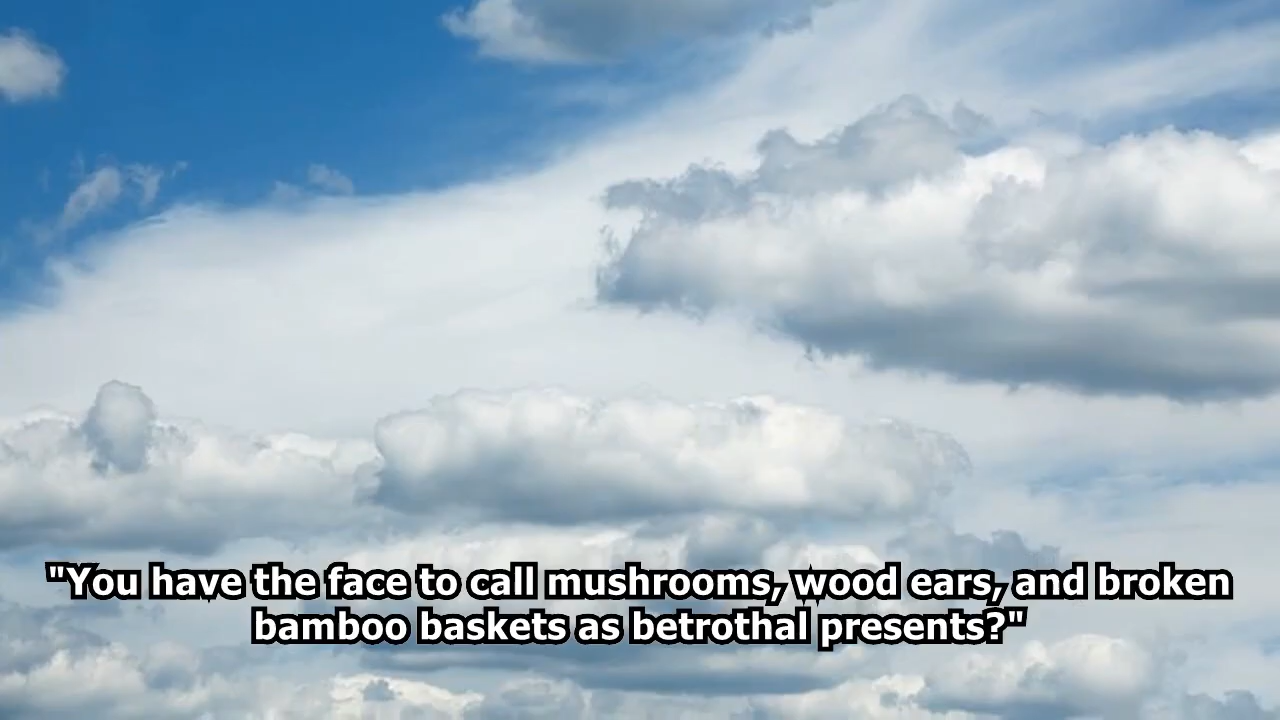 "You have the face to call mushrooms, wood ears, and broken
bamboo baskets as betrothal presents?"